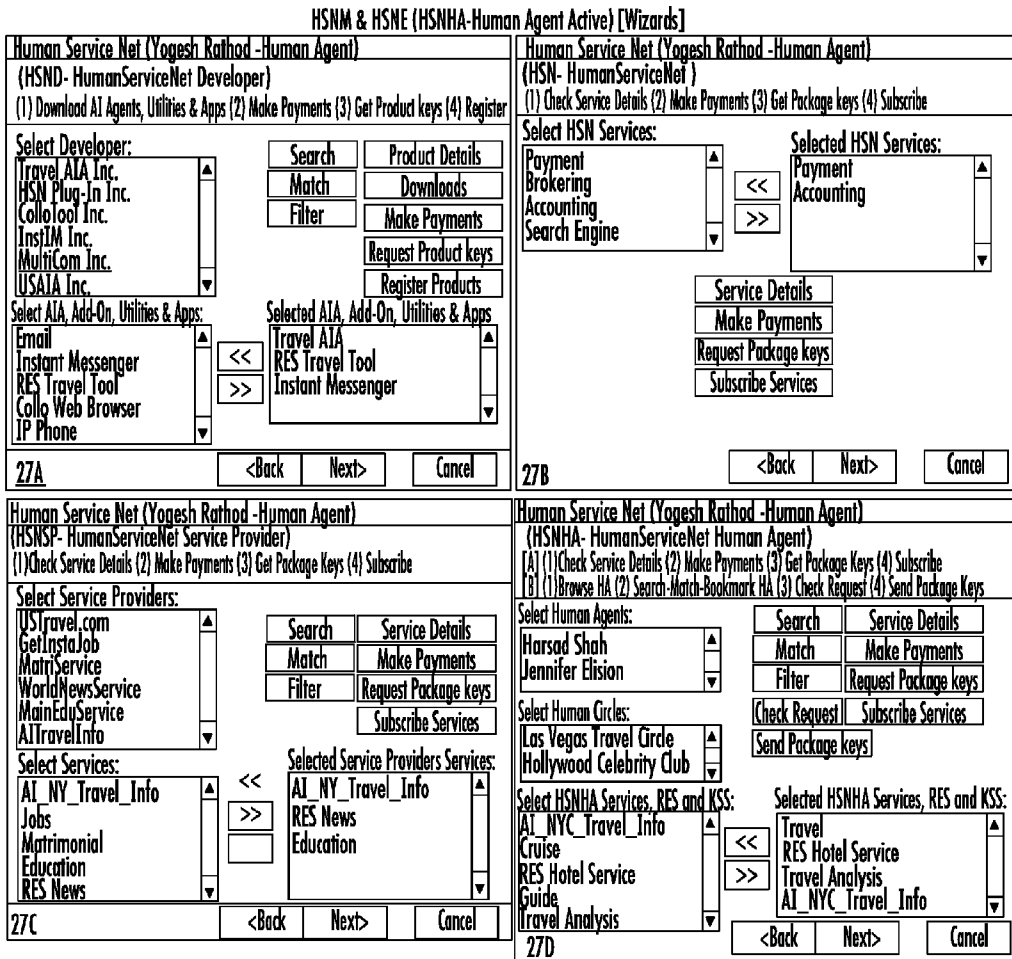 HSNM & HSNE (HSNHA-Human Agent Active) [Wizards]
Human Service Net (Yogesh Rathod -Human Agent)
(HSND- HumanServiceNet Developer)
(1) Download AI Agents, Utilities & Apps (2) Make Payments (3) Get Product keys (4) Register
Select Developer:
Travel AIA Inc.
HSN Plug-In Inc.
ColloTool Inc.
InstIM Inc.
MultiCom Inc.
USAIA Inc.
Search
Match
Filter
Product Details
Downloads
Make Payments
Request Product keys
Register Products
Select AIA, Add-On, Utilities & Apps:
Email
Instant Messenger
RES Travel Tool
Collo Web Browser
IP Phone
<<
>>
Selected AIA, Add-On, Utilities & Apps
Travel AIA
RES Travel Tool
Instant Messenger
27A
<Back
Next>
Cancel
Human Service Net (Yogesh Rathod -Human Agent)
(HSN- HumanServiceNet )
(1) Check Service Details (2) Make Payments (3) Get Package keys (4) Subscribe
Select HSN Services:
Payment
Brokering
Accounting
Search Engine
<<
>>
Selected HSN Services:
Payment
Accounting
Service Details
Make Payments
Request Package keys
Subscribe Services
27B
<Back
Next>
Cancel
Human Service Net (Yogesh Rathod -Human Agent)
(HSNSP- HumanServiceNet Service Provider)
(1)Check Service Details (2) Make Payments (3) Get Package Keys (4) Subscribe
Select Service Providers:
USTravel.com
GetInstaJob
MatriService
WorldNewsService
MainEduService
AITravelInfo
Search
Match
Filter
Service Details
Make Payments
Request Package keys
Subscribe Services
Select Services:
AI_NY_Travel_Info
Jobs
Matrimonial
Education
RES News
<<
>>
Selected Service Providers Services:
AI_NY_Travel_Info
RES News
Education
27C
<Back
Next>
Cancel
Human Service Net (Yogesh Rathod -Human Agent)
(HSNHA- HumanServiceNet Human Agent)
[A] (1)Check Service Details (2) Make Payments (3) Get Package Keys (4) Subscribe
[B] (1)Browse HA (2) Search-Match-Bookmark HA (3) Check Request (4) Send Package Keys
Select Human Agents:
Harsad Shah
Jennifer Elision
Select Human Circles:
Las Vegas Travel Circle
Hollywood Celebrity Club
Search
Match
Filter
Check Request
Send Package keys
Service Details
Make Payments
Request Package keys
Subscribe Services
Select HSNHA Services, RES and KSS:
AI_NYC_Travel_Info
Cruise
RES Hotel Service
Guide
Travel Analysis
<<
>>
Selected HSNHA Services, RES and KSS:
Travel
RES Hotel Service
Travel Analysis
AI_NYC_Travel_Info
27D
<Back
Next>
Cancel